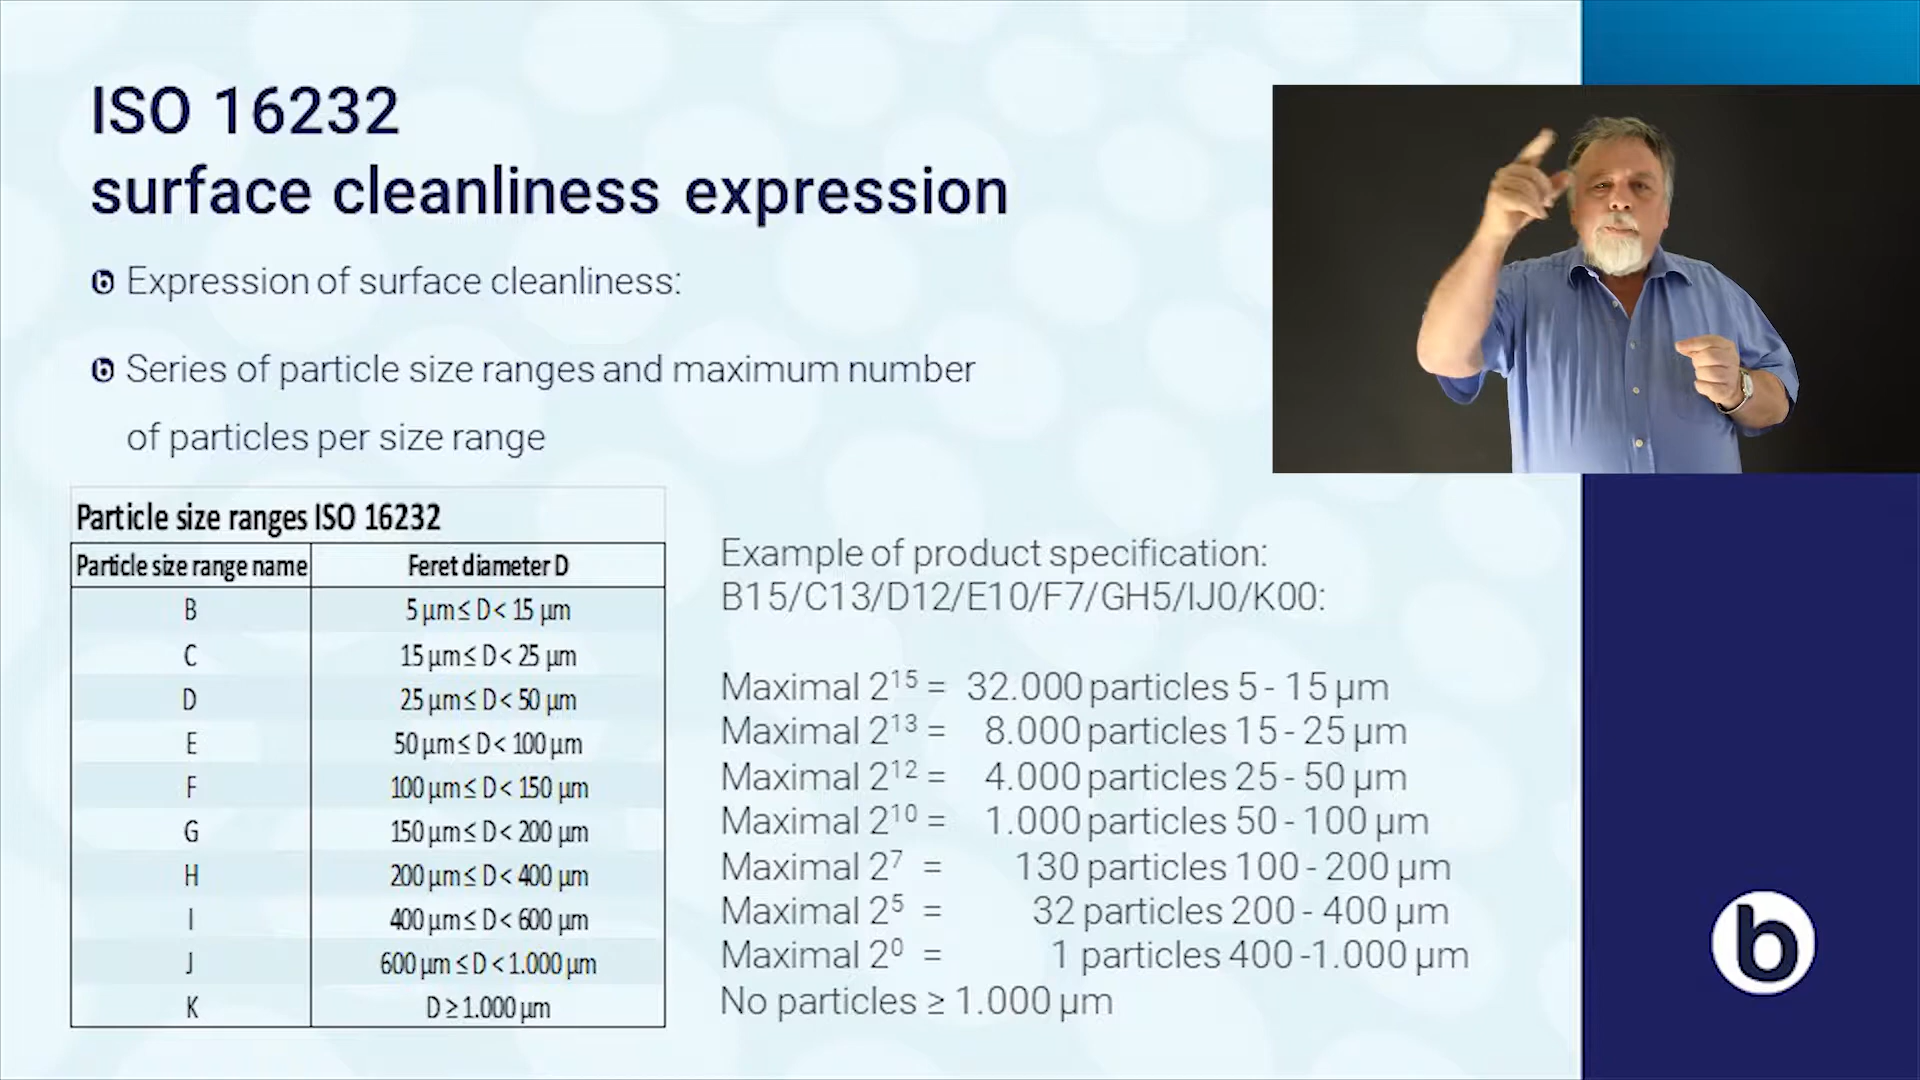 ISO 16232
surface cleanliness expression
Expression of surface cleanliness:
Series of particle size ranges and maximum number
of particles per size range
Particle size ranges ISO 16232
Particle size range name Feret diameter D
B 5 µm ≤ D < 15 µm
C 15 µm ≤ D < 25 µm
D 25 µm ≤ D < 50 µm
E 50 µm ≤ D < 100 µm
F 100 µm ≤ D < 150 µm
G 150 µm ≤ D < 200 µm
H 200 µm ≤ D < 400 µm
I 400 µm ≤ D < 600 µm
J 600 µm ≤ D < 1.000 µm
K D ≥ 1.000 µm
Example of product specification:
B15/C13/D12/E10/F7/GH5/IJ0/K00:
Maximal 2¹⁵ = 32.000 particles 5 - 15 µm
Maximal 2¹³ = 8.000 particles 15 - 25 µm
Maximal 2¹² = 4.000 particles 25 - 50 µm
Maximal 2¹⁰ = 1.000 particles 50 - 100 µm
Maximal 2⁷ = 130 particles 100 - 200 µm
Maximal 2⁵ = 32 particles 200 - 400 µm
Maximal 2⁰ = 1 particles 400 -1.000 µm
No particles ≥ 1.000 µm
b